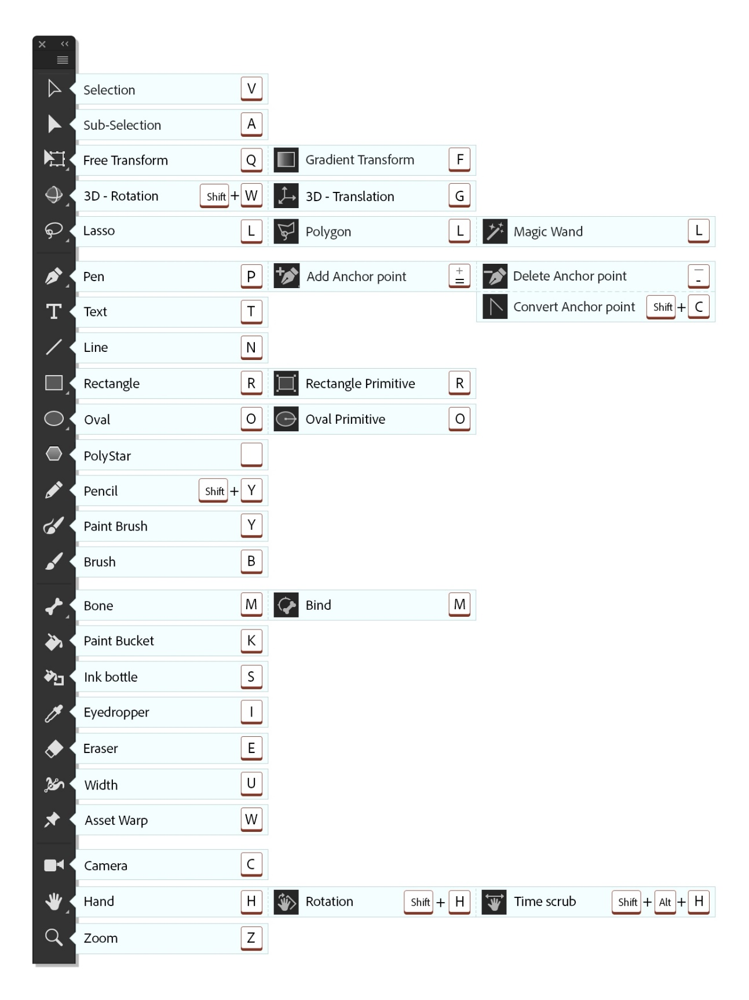 Selection V
Sub-Selection A
Free Transform Q Gradient Transform F
3D - Rotation Shift + W 3D - Translation G
Lasso L Polygon L Magic Wand L
Pen P Add Anchor point + = Delete Anchor point — -
Convert Anchor point Shift + C
Text T
Line N
Rectangle R Rectangle Primitive R
Oval O Oval Primitive O
PolyStar
Pencil Shift + Y
Paint Brush Y
Brush B
Bone M Bind M
Paint Bucket K
Ink bottle S
Eyedropper I
Eraser E
Width U
Asset Warp W
Camera C
Hand H Rotation Shift + H Time scrub Shift + Alt + H
Zoom Z